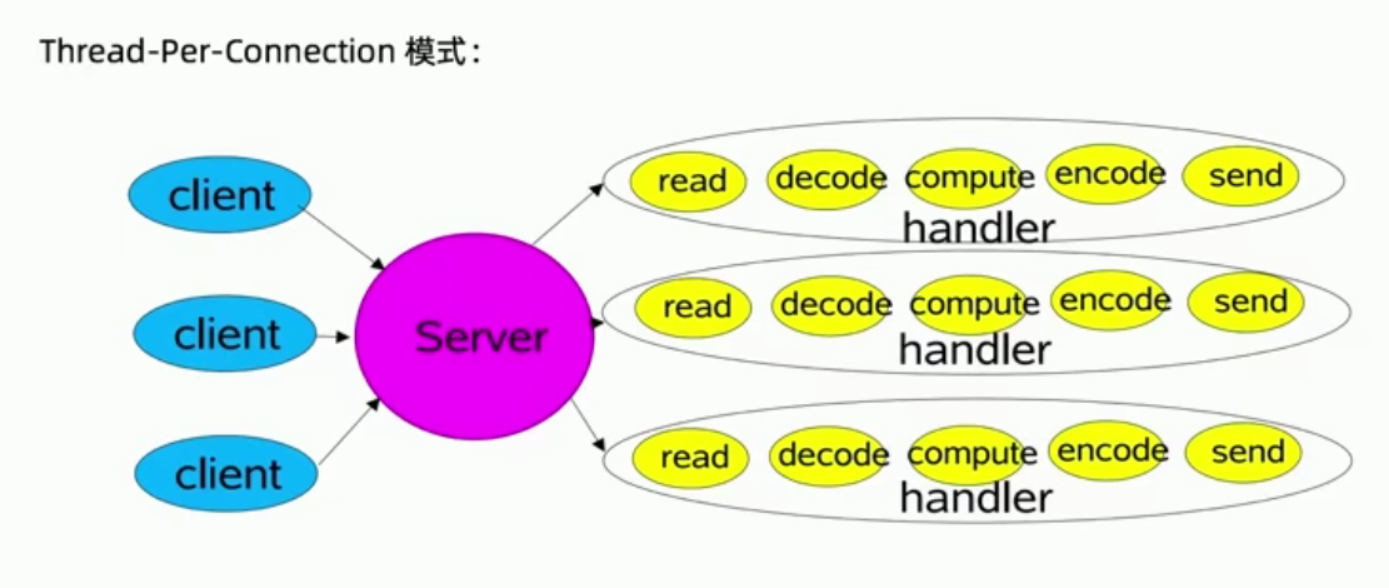 Thread-Per-Connection 模式：
client
read decode compute encode send
handler
client
Server
read decode compute encode send
handler
client
read decode compute encode send
handler